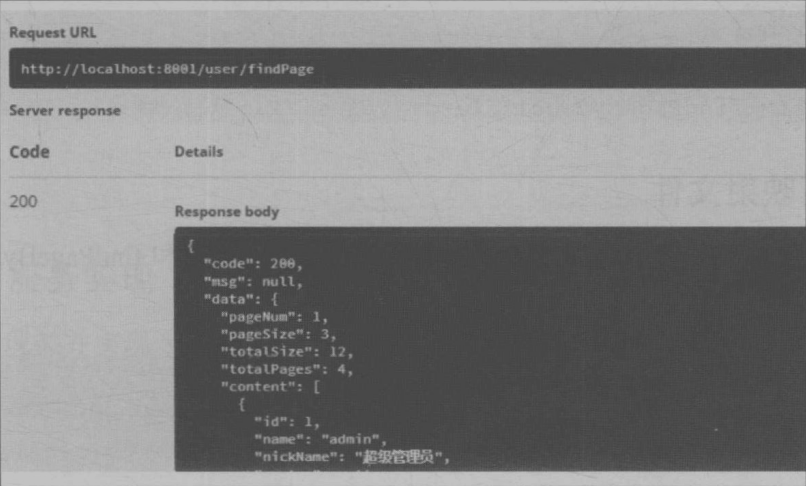 Request URL
http://localhost:8001/user/findPage
Server response
Code Details
200
Response body
{
"code": 200,
"msg": null,
"data": {
"pageNum": 1,
"pageSize": 3,
"totalSize": 12,
"totalPages": 4,
"content": [
{
"id": 1,
"name": "admin",
"nickName": "超级管理员",